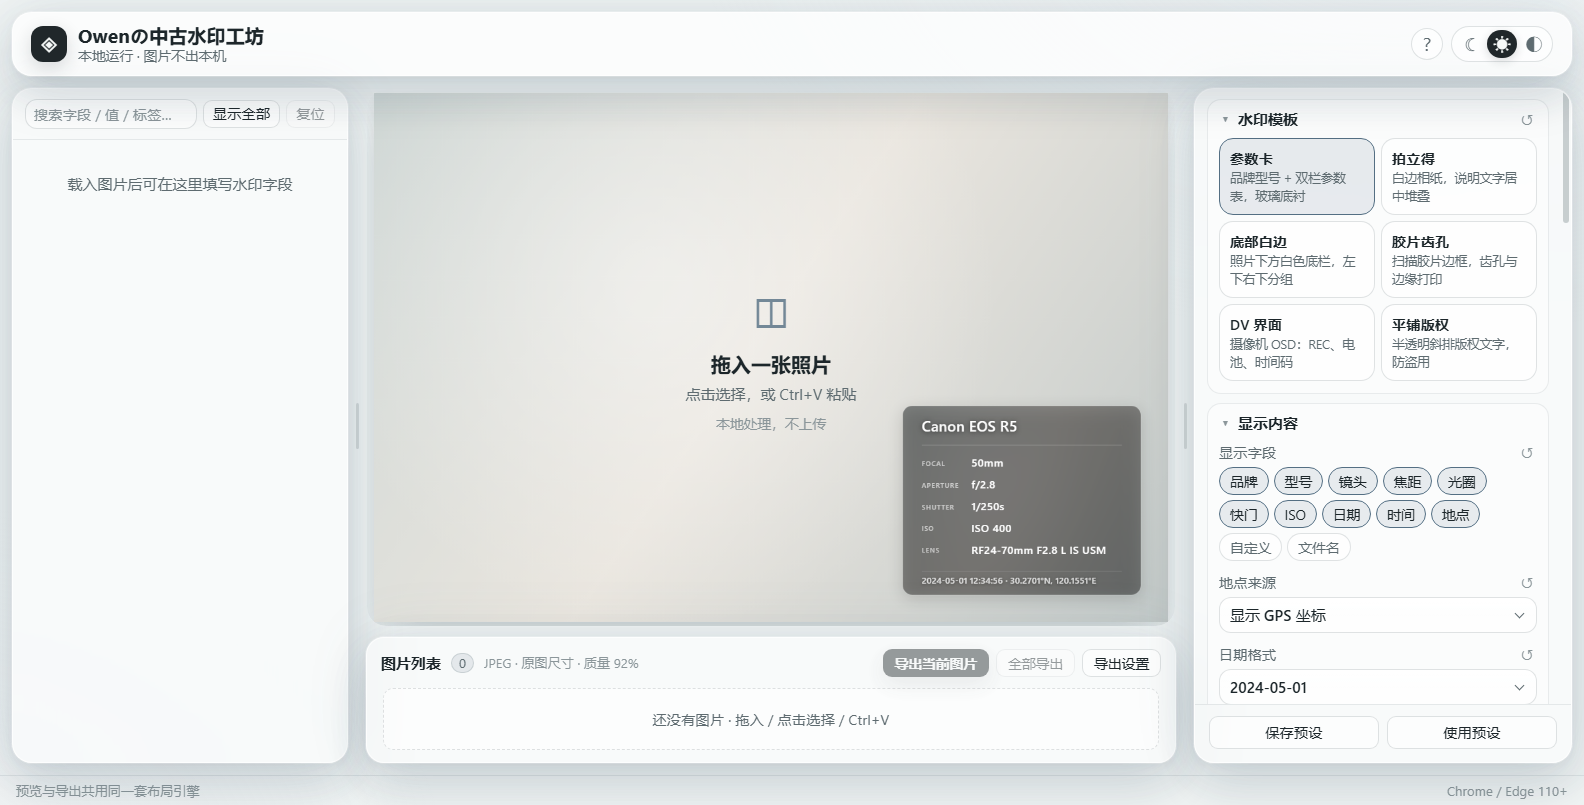 Owenの中古水印工坊
本地运行 · 图片不出本机
?
搜索字段 / 值 / 标签...
显示全部
复位
载入图片后可在这里填写水印字段
拖入一张照片
点击选择，或 Ctrl+V 粘贴
本地处理，不上传
Canon EOS R5
FOCAL 50mm
APERTURE f/2.8
SHUTTER 1/250s
ISO ISO 400
LENS RF24-70mm F2.8 L IS USM
2024-05-01 12:34:56 · 30.2701°N, 120.1551°E
图片列表 0 JPEG · 原图尺寸 · 质量 92%
导出当前图片
全部导出
导出设置
还没有图片 · 拖入 / 点击选择 / Ctrl+V
水印模板
参数卡
品牌型号 + 双栏参数
表，玻璃底衬
拍立得
白边相纸，说明文字居
中堆叠
底部白边
照片下方白色底栏，左
下右下分组
胶片齿孔
扫描胶片边框，齿孔与
边缘打印
DV 界面
摄像机 OSD：REC、电
池、时间码
平铺版权
半透明斜排版权文字，
防盗用
显示内容
显示字段
品牌 型号 镜头 焦距 光圈
快门 ISO 日期 时间 地点
自定义 文件名
地点来源
显示 GPS 坐标
日期格式
2024-05-01
保存预设
使用预设
预览与导出共用同一套布局引擎
Chrome / Edge 110+